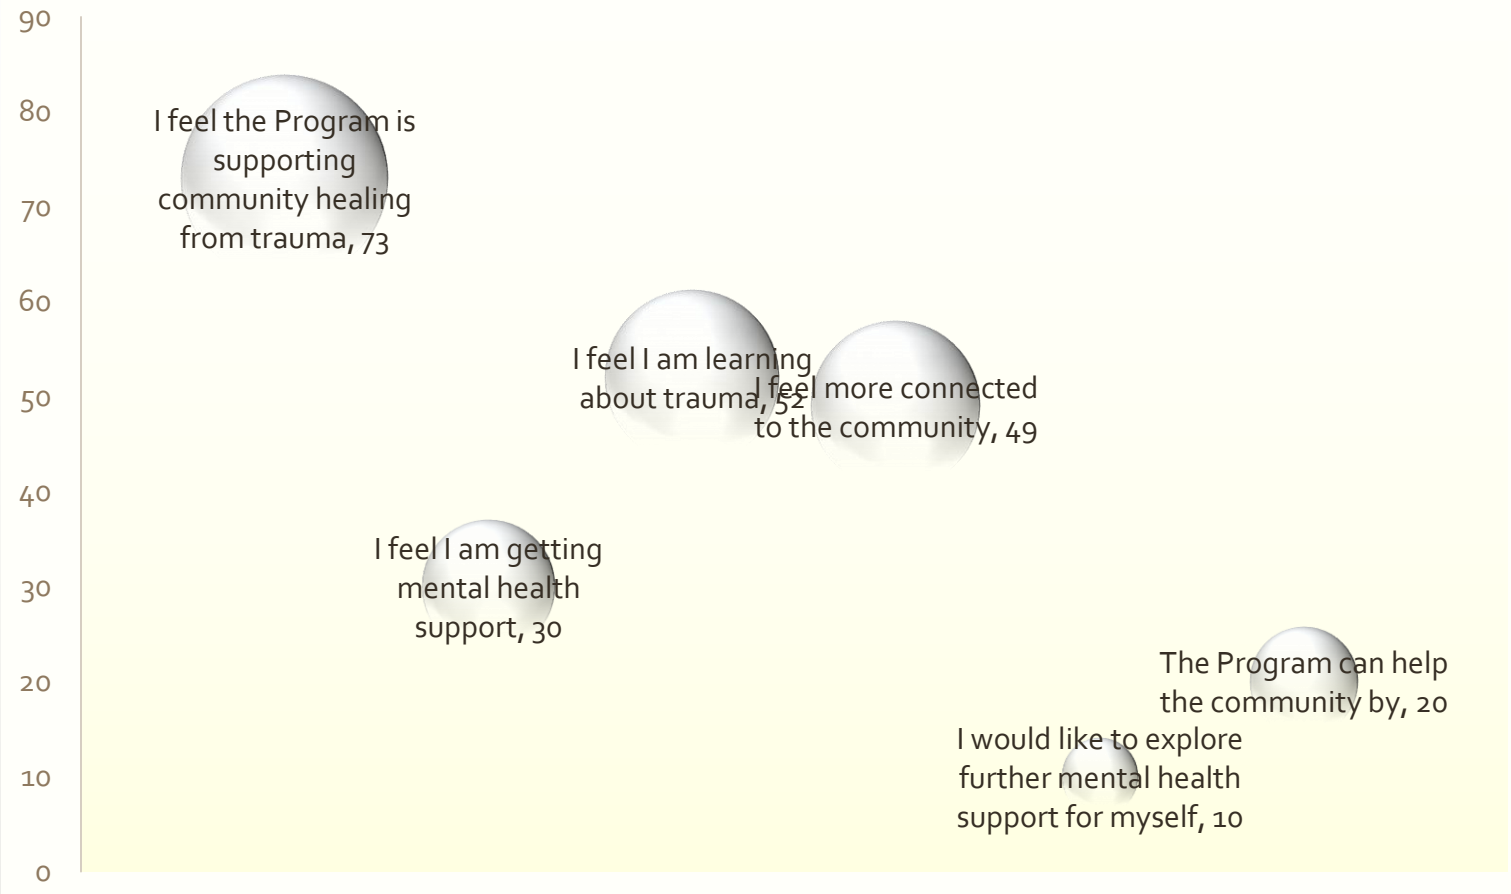 90
80
70
60
50
40
30
20
10
0
I feel the Program is
supporting
community healing
from trauma, 73
I feel I am getting
mental health
support, 30
I feel I am learning
about trauma, 52
I feel more connected
to the community, 49
I would like to explore
further mental health
support for myself, 10
The Program can help
the community by, 20